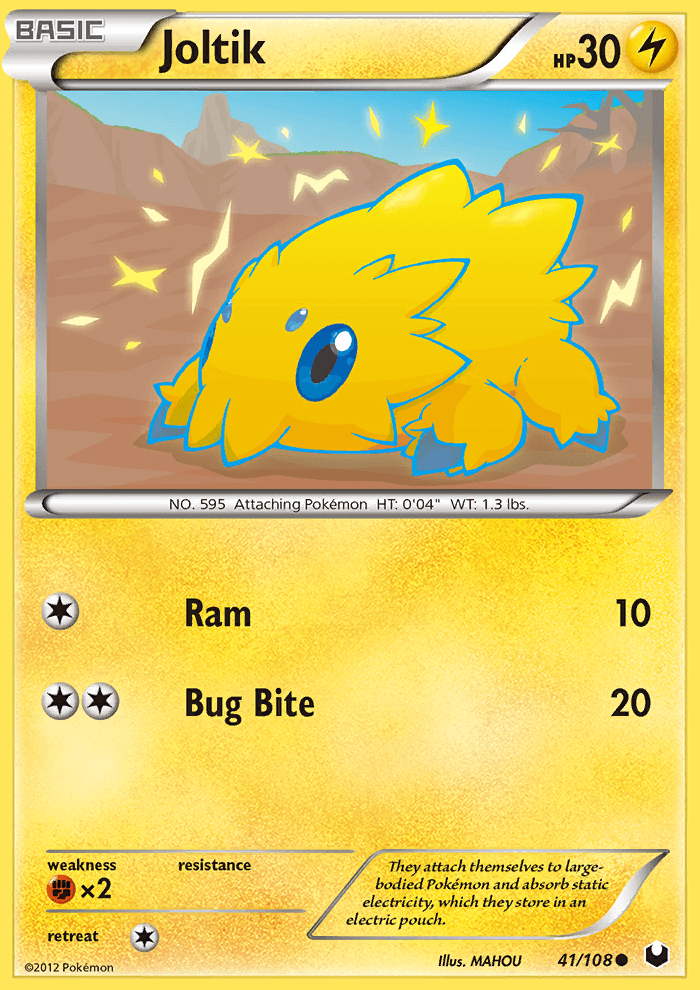 BASIC
Joltik
HP30
NO. 595 Attaching Pokémon HT: 0'04" WT: 1.3 lbs.
Ram 10
Bug Bite 20
weakness resistance
×2
retreat
They attach themselves to large-
bodied Pokémon and absorb static
electricity, which they store in an
electric pouch.
©2012 Pokémon
Illus. MAHOU 41/108